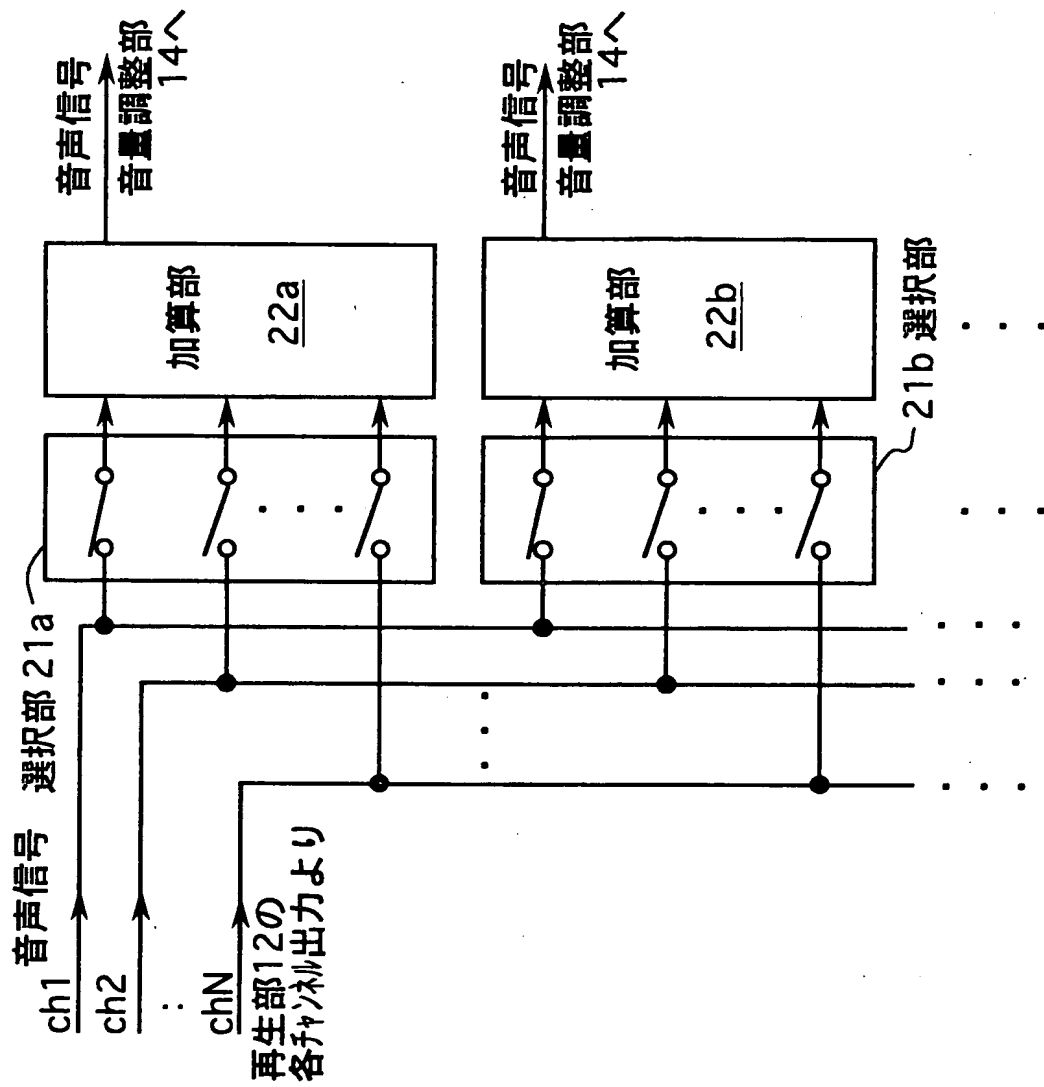 音声信号
ch1
ch2
:
chN
再生部12の
各チャンネル出力より
選択部 21a
加算部
22a
音声信号
音量調整部
14へ
21b 選択部
加算部
22b
音声信号
音量調整部
14へ